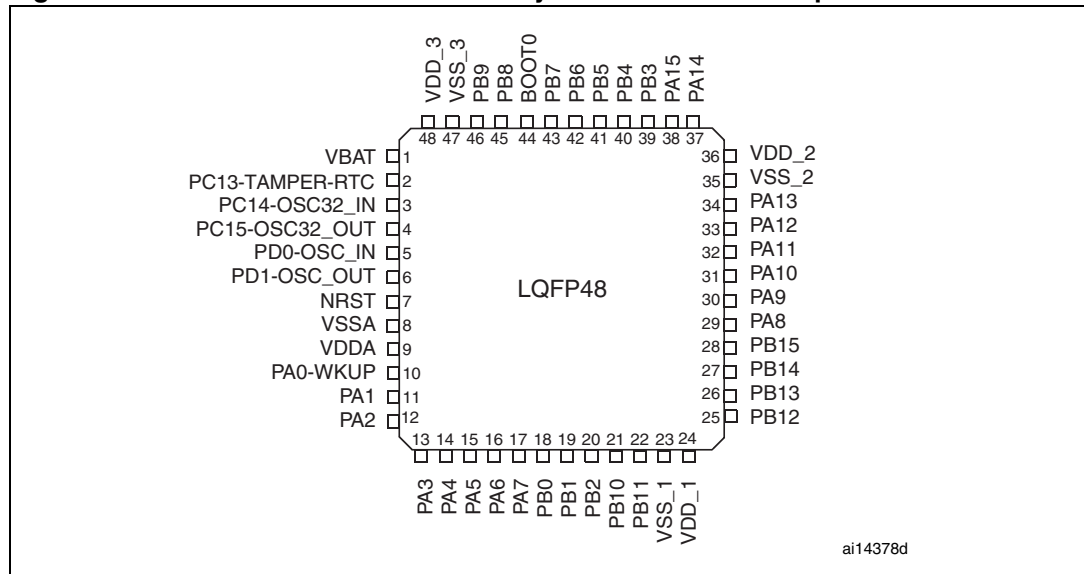 VDD_3
VSS_3
PB9
PB8
BOOT0
PB7
PB6
PB5
PB4
PB3
PA15
PA14
48 47 46 45 44 43 42 41 40 39 38 37
VBAT 1
PC13-TAMPER-RTC 2
PC14-OSC32_IN 3
PC15-OSC32_OUT 4
PD0-OSC_IN 5
PD1-OSC_OUT 6
NRST 7
VSSA 8
VDDA 9
PA0-WKUP 10
PA1 11
PA2 12
LQFP48
36 VDD_2
35 VSS_2
34 PA13
33 PA12
32 PA11
31 PA10
30 PA9
29 PA8
28 PB15
27 PB14
26 PB13
25 PB12
13 14 15 16 17 18 19 20 21 22 23 24
PA3
PA4
PA5
PA6
PA7
PB0
PB1
PB2
PB10
PB11
VSS_1
VDD_1
ai14378d